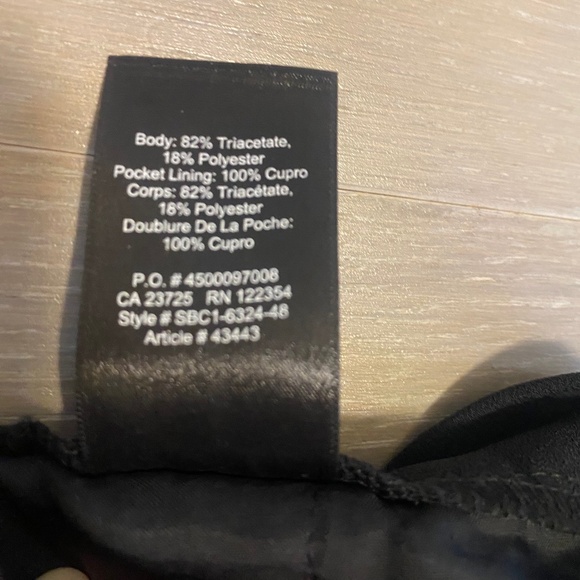 Body: 82% Triacetate,
18% Polyester
Pocket Lining: 100% Cupro
Corps: 82% Triacétate,
18% Polyester
Doublure De La Poche:
100% Cupro
P.O. # 4500097008
CA 23725 RN 122354
Style # SBC1-6324-48
Article # 43443